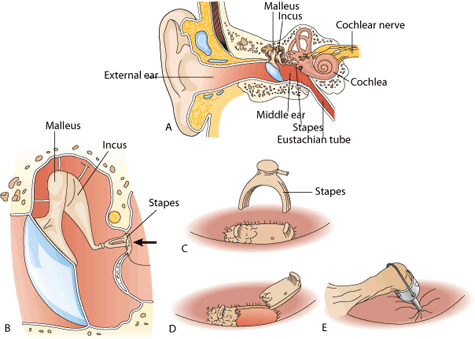 Malleus
Incus
Cochlear nerve
External ear
Cochlea
Middle ear
Stapes
Eustachian tube
A
Malleus
Incus
Stapes
B
Stapes
C
D
E